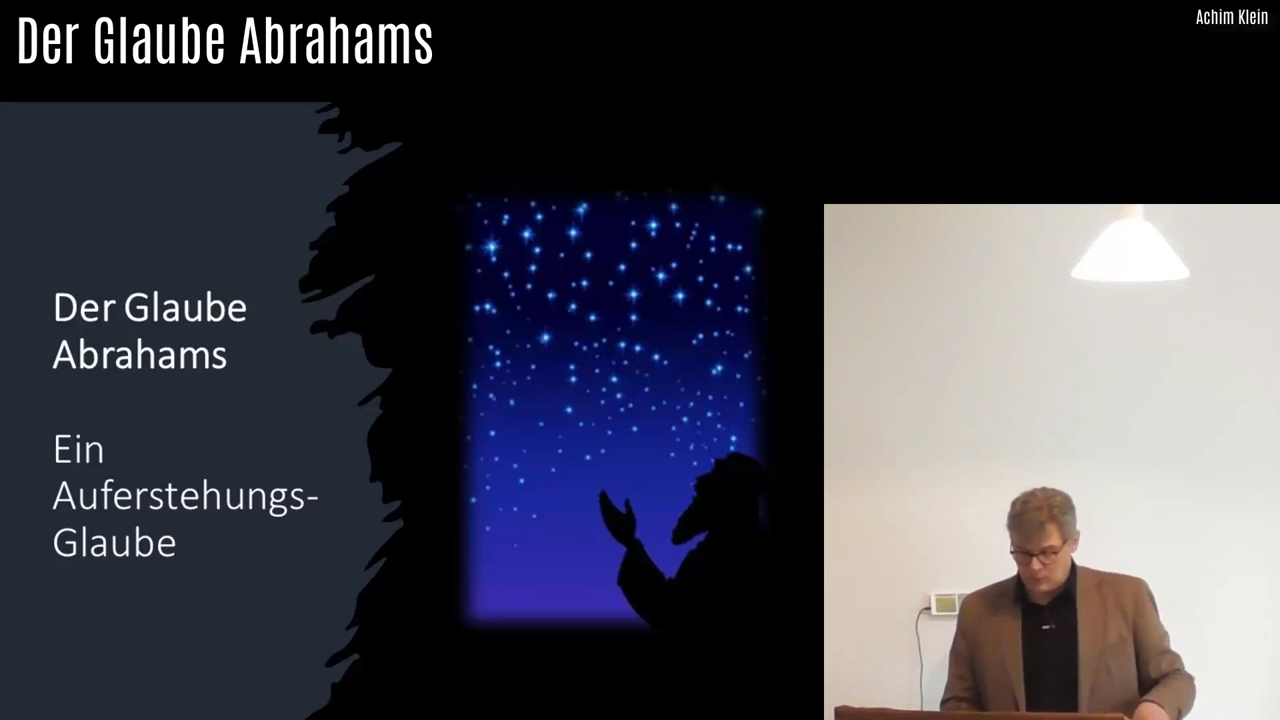 Der Glaube Abrahams
Achim Klein
Der Glaube
Abrahams
Ein
Auferstehungs-
Glaube